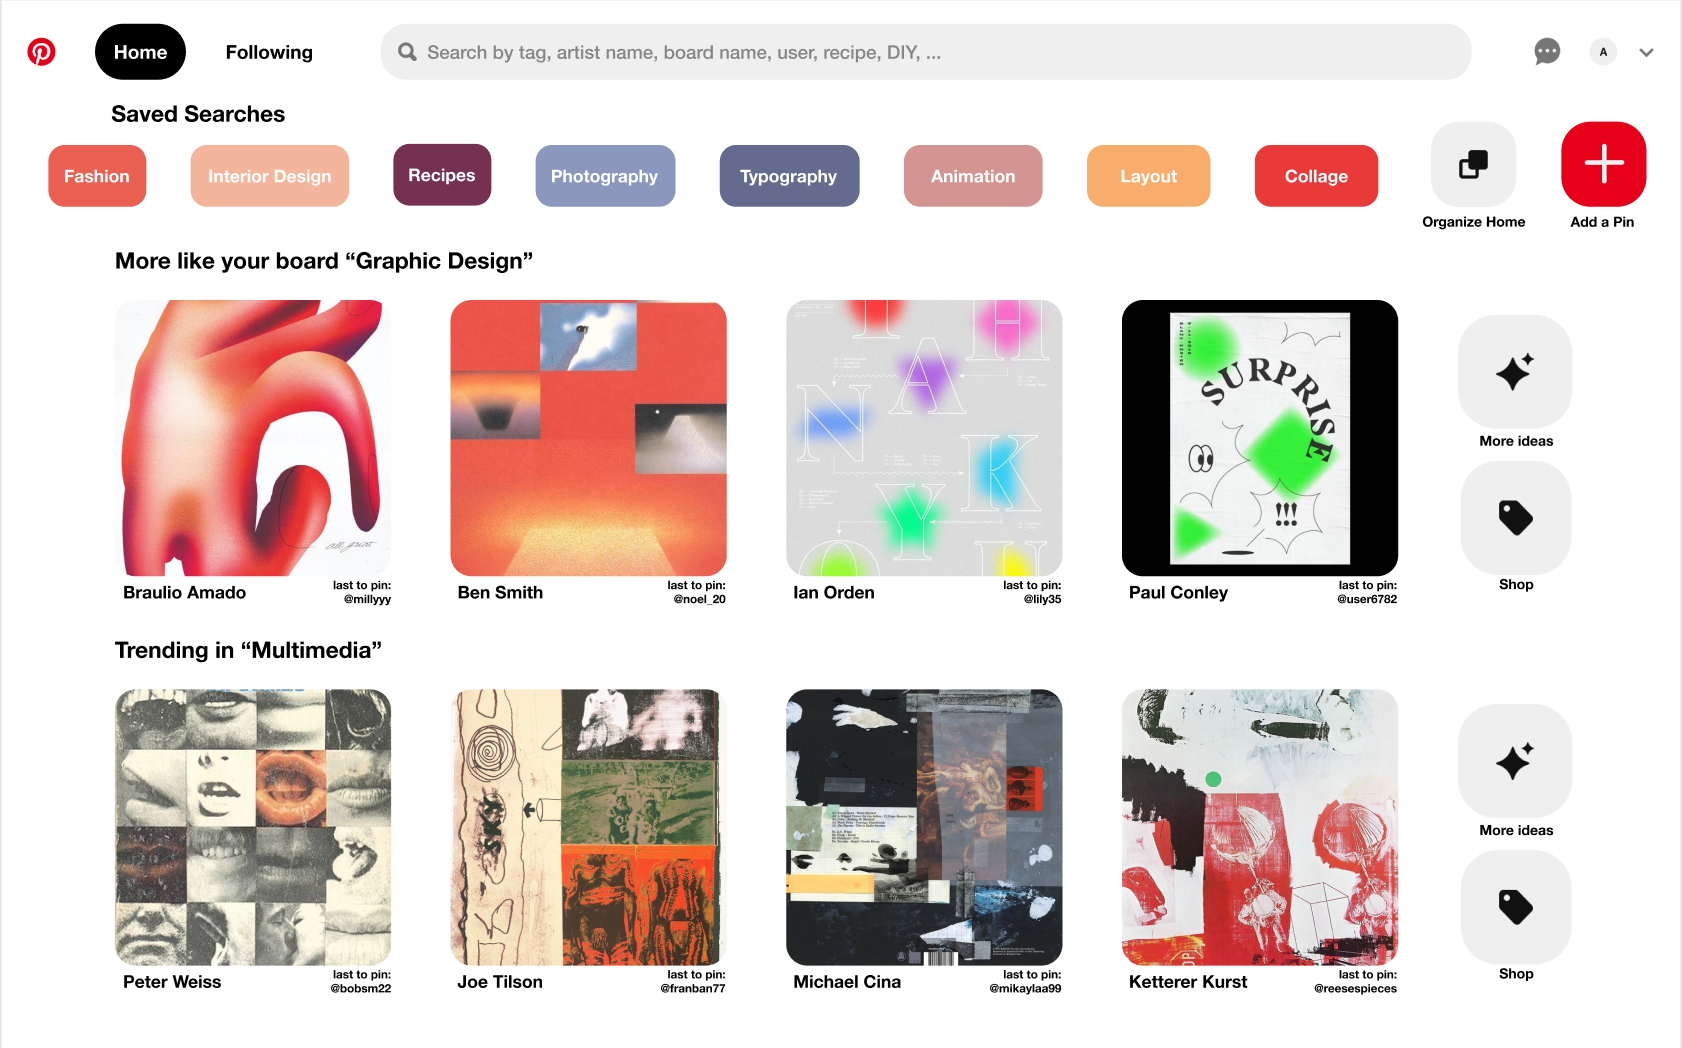 Home
Following
Search by tag, artist name, board name, user, recipe, DIY, ...
A
Saved Searches
Fashion
Interior Design
Recipes
Photography
Typography
Animation
Layout
Collage
Organize Home
Add a Pin
More like your board “Graphic Design”
all great
H
A
N
K
Y
SURPRISE
!!!
More ideas
Shop
Braulio Amado
last to pin:
@millyyy
Ben Smith
last to pin:
@noel_20
Ian Orden
last to pin:
@lily35
Paul Conley
last to pin:
@user6782
Trending in “Multimedia”
SKY
More ideas
Shop
Peter Weiss
last to pin:
@bobsm22
Joe Tilson
last to pin:
@franban77
Michael Cina
last to pin:
@mikaylaa99
Ketterer Kurst
last to pin:
@reesespieces